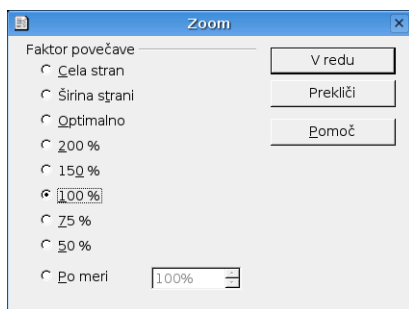 Zoom
Faktor povečave
Cela stran
Širina strani
Optimalno
200 %
150 %
100 %
75 %
50 %
Po meri
100%
V redu
Prekliči
Pomoč